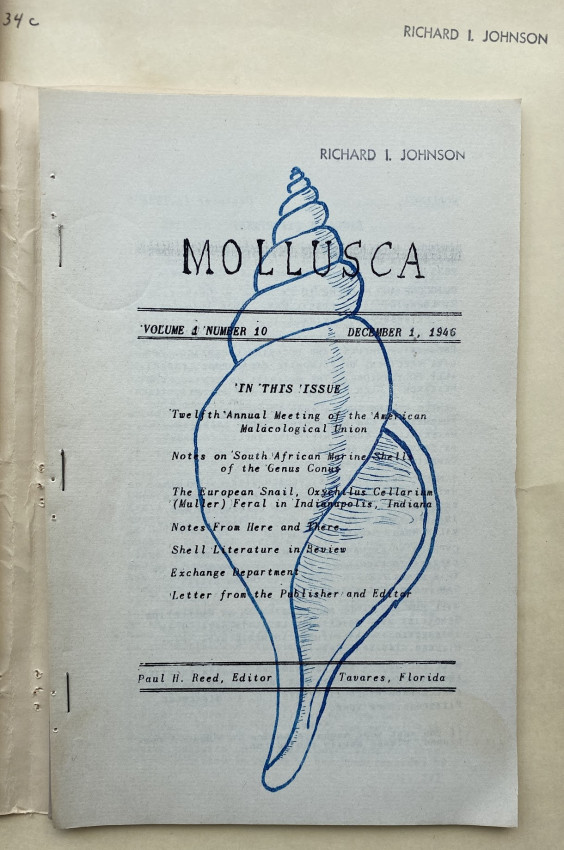 34 c
RICHARD I. JOHNSON
RICHARD I. JOHNSON
MOLLUSCA
VOLUME 1 NUMBER 10 DECEMBER 1, 1946
IN THIS ISSUE
Twelfth Annual Meeting of the American
Malacological Union
Notes on South African Marine Shells
of the Genus Conus
The European Snail, Oxychilus Cellarium
(Muller) Feral in Indianapolis, Indiana
Notes From Here and There
Shell Literature in Review
Exchange Department
Letter from the Publisher and Editor
Paul H. Reed, Editor Tavares, Florida